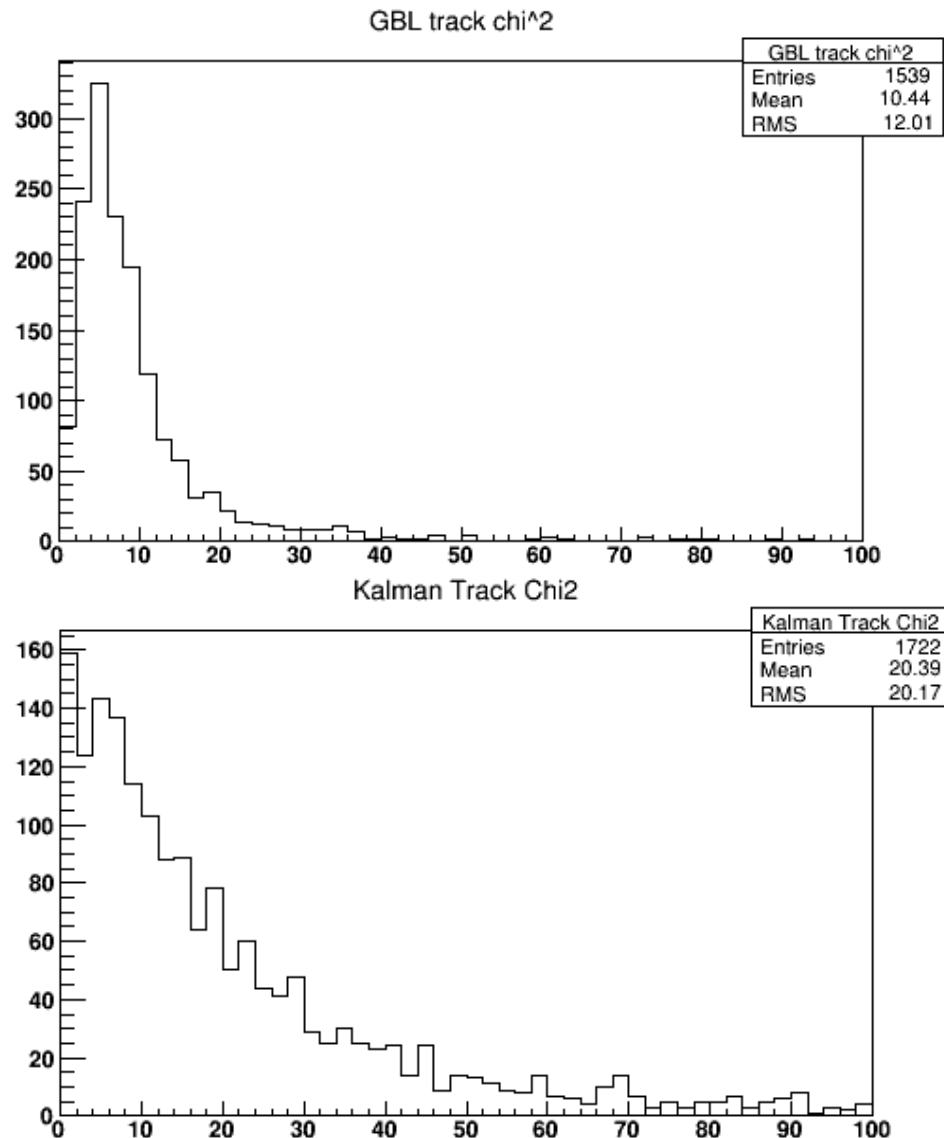 GBL track chi^2
GBL track chi^2
Entries 1539
Mean 10.44
RMS 12.01
300
250
200
150
100
50
0
0 10 20 30 40 50 60 70 80 90 100
Kalman Track Chi2
Kalman Track Chi2
Entries 1722
Mean 20.39
RMS 20.17
160
140
120
100
80
60
40
20
0
0 10 20 30 40 50 60 70 80 90 100